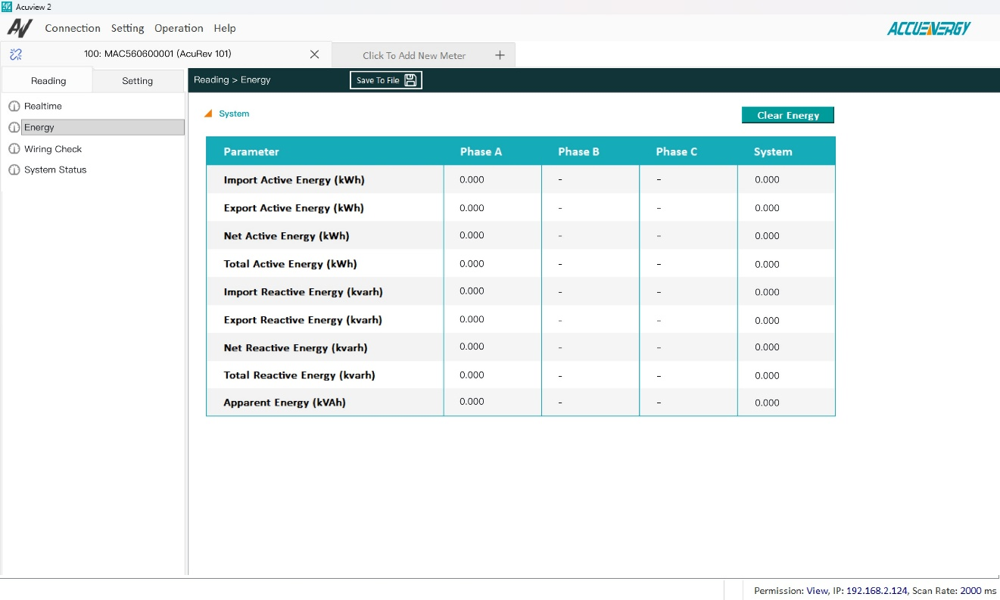 Acuview 2
Connection Setting Operation Help
ACCUENERGY
100: MAC560600001 (AcuRev 101)
Click To Add New Meter
Reading Setting
Reading > Energy Save To File
Realtime
Energy
Wiring Check
System Status
System
Clear Energy
Parameter Phase A Phase B Phase C System
Import Active Energy (kWh) 0.000 - - 0.000
Export Active Energy (kWh) 0.000 - - 0.000
Net Active Energy (kWh) 0.000 - - 0.000
Total Active Energy (kWh) 0.000 - - 0.000
Import Reactive Energy (kvarh) 0.000 - - 0.000
Export Reactive Energy (kvarh) 0.000 - - 0.000
Net Reactive Energy (kvarh) 0.000 - - 0.000
Total Reactive Energy (kvarh) 0.000 - - 0.000
Apparent Energy (kVAh) 0.000 - - 0.000
Permission: View, IP: 192.168.2.124, Scan Rate: 2000 ms